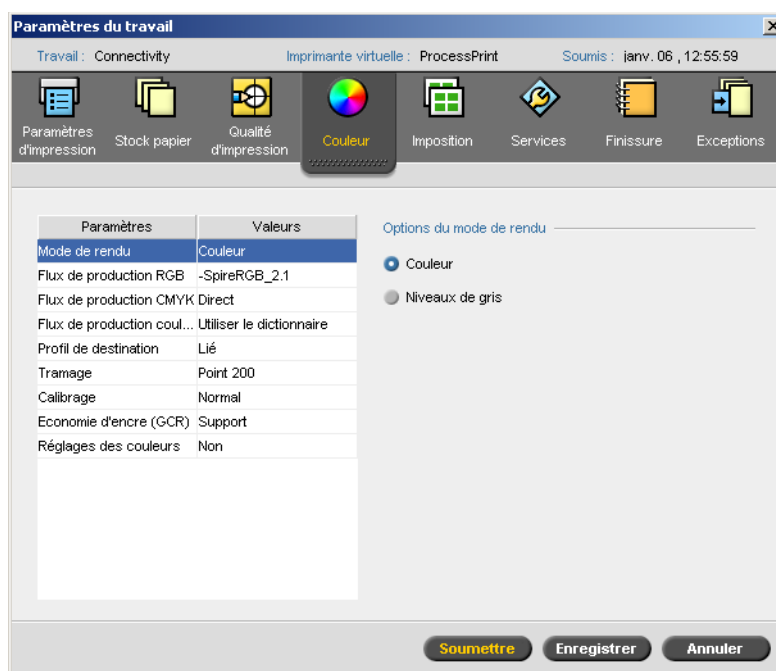 Paramètres du travail
Travail : Connectivity Imprimante virtuelle : ProcessPrint Soumis : janv. 06 , 12:55:59
Paramètres d'impression
Stock papier
Qualité d'impression
Couleur
Imposition
Services
Finissure
Exceptions
Paramètres Valeurs
Mode de rendu Couleur
Flux de production RGB -SpireRGB_2.1
Flux de production CMYK Direct
Flux de production coul... Utiliser le dictionnaire
Profil de destination Lié
Tramage Point 200
Calibrage Normal
Economie d'encre (GCR) Support
Réglages des couleurs Non
Options du mode de rendu
Couleur
Niveaux de gris
Soumettre Enregistrer Annuler